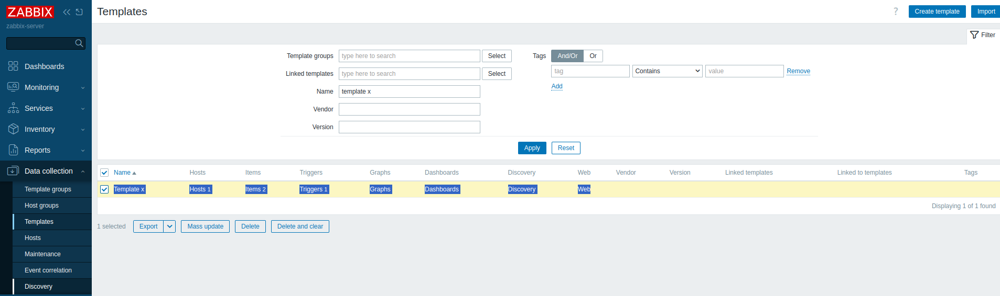 ZABBIX
zabbix-server
Dashboards
Monitoring
Services
Inventory
Reports
Data collection
Template groups
Host groups
Templates
Hosts
Maintenance
Event correlation
Discovery
Templates
? Create template Import
Filter
Template groups type here to search Select
Linked templates type here to search Select
Name template x
Vendor
Version
Tags And/Or Or
tag Contains value Remove
Add
Apply Reset
Name Hosts Items Triggers Graphs Dashboards Discovery Web Vendor Version Linked templates Linked to templates Tags
Template x Hosts 1 Items 2 Triggers 1 Graphs Dashboards Discovery Web
Displaying 1 of 1 found
1 selected Export Mass update Delete Delete and clear